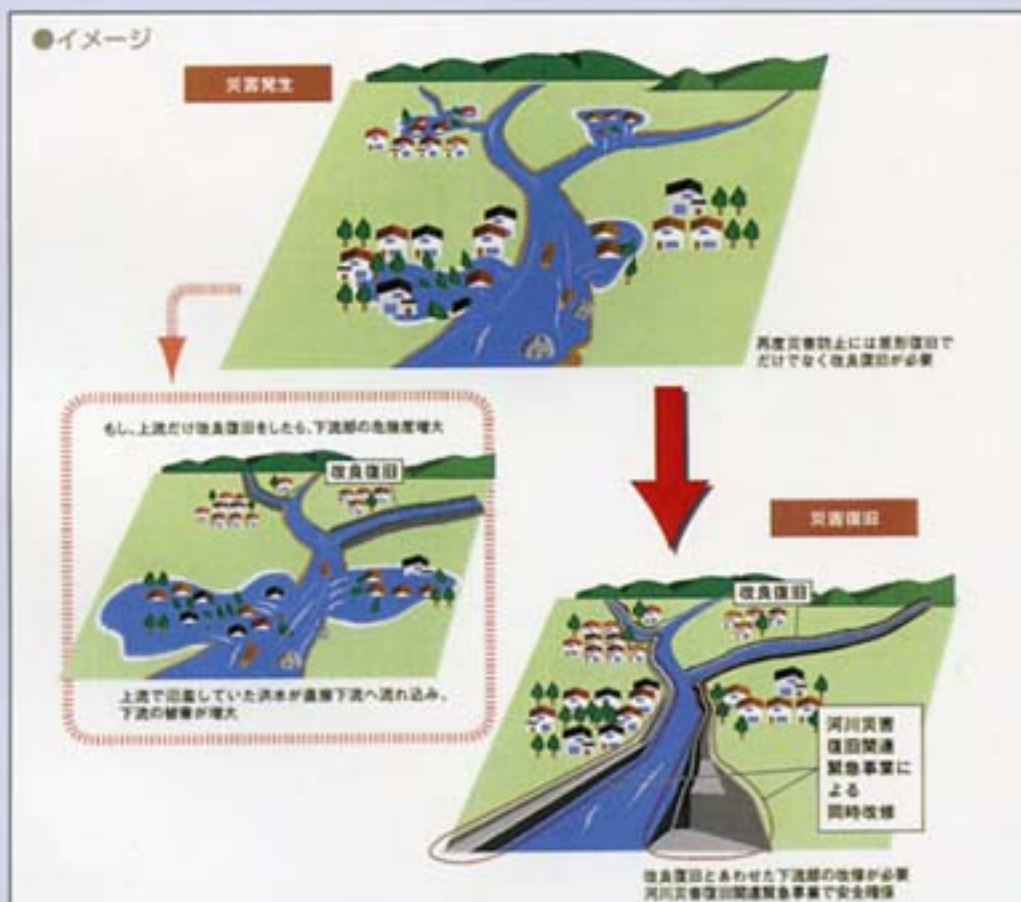 ●イメージ
災害発生
再度災害防止には原形復旧で
だけでなく改良復旧が必要
もし、上流だけ改良復旧をしたら、下流部の危険度増大
改良復旧
上流で氾濫していた洪水が直接下流へ流れ込み、
下流の被害が増大
災害復旧
改良復旧
河川災害
復旧関連
緊急事業に
よる
同時改修
改良復旧とあわせた下流部の改修が必要
河川災害復旧関連緊急事業で安全確保